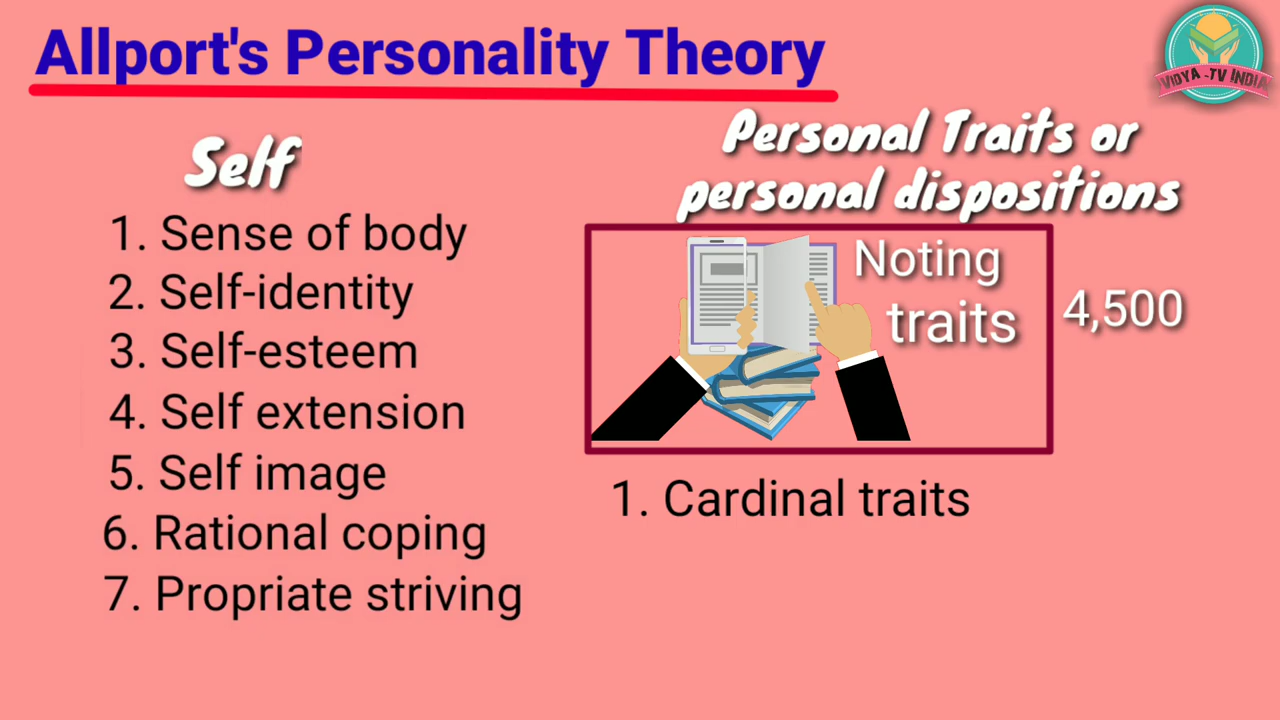 Allport's Personality Theory
VIDYA -TV INDIA
Self
1. Sense of body
2. Self-identity
3. Self-esteem
4. Self extension
5. Self image
6. Rational coping
7. Propriate striving
Personal Traits or
personal dispositions
Noting
traits
4,500
1. Cardinal traits